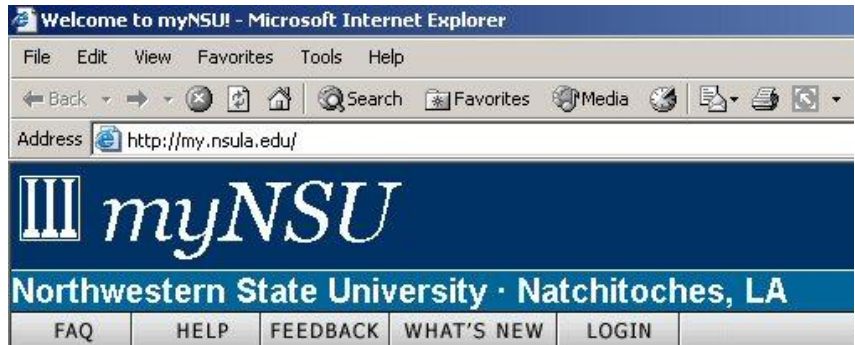 Welcome to myNSU! - Microsoft Internet Explorer
File Edit View Favorites Tools Help
Back Search Favorites Media
Address http://my.nsula.edu/
myNSU
Northwestern State University · Natchitoches, LA
FAQ HELP FEEDBACK WHAT'S NEW LOGIN